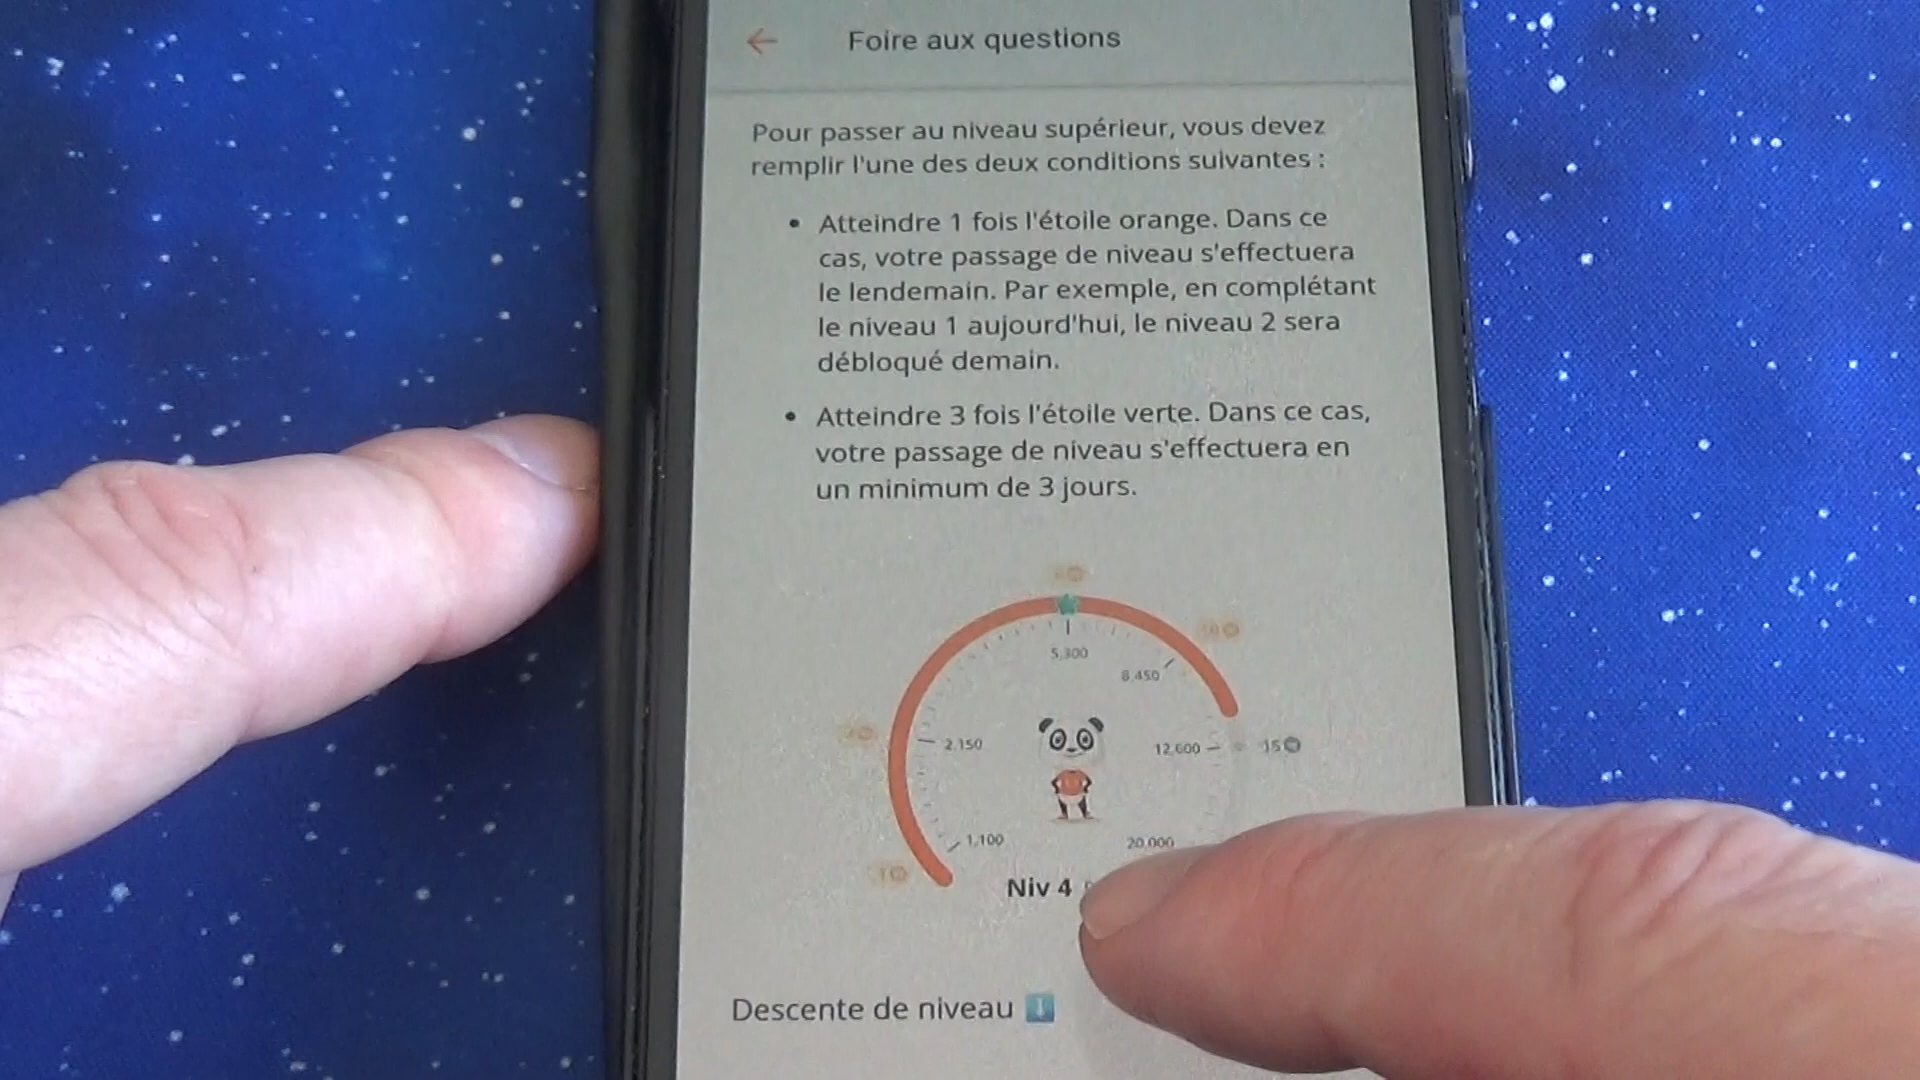 Foire aux questions
Pour passer au niveau supérieur, vous devez
remplir l'une des deux conditions suivantes :
• Atteindre 1 fois l'étoile orange. Dans ce
cas, votre passage de niveau s'effectuera
le lendemain. Par exemple, en complétant
le niveau 1 aujourd'hui, le niveau 2 sera
débloqué demain.
• Atteindre 3 fois l'étoile verte. Dans ce cas,
votre passage de niveau s'effectuera en
un minimum de 3 jours.
10
5.300
8.450
2.150
12.600
15
1.100
20.000
1
Niv 4
Descente de niveau